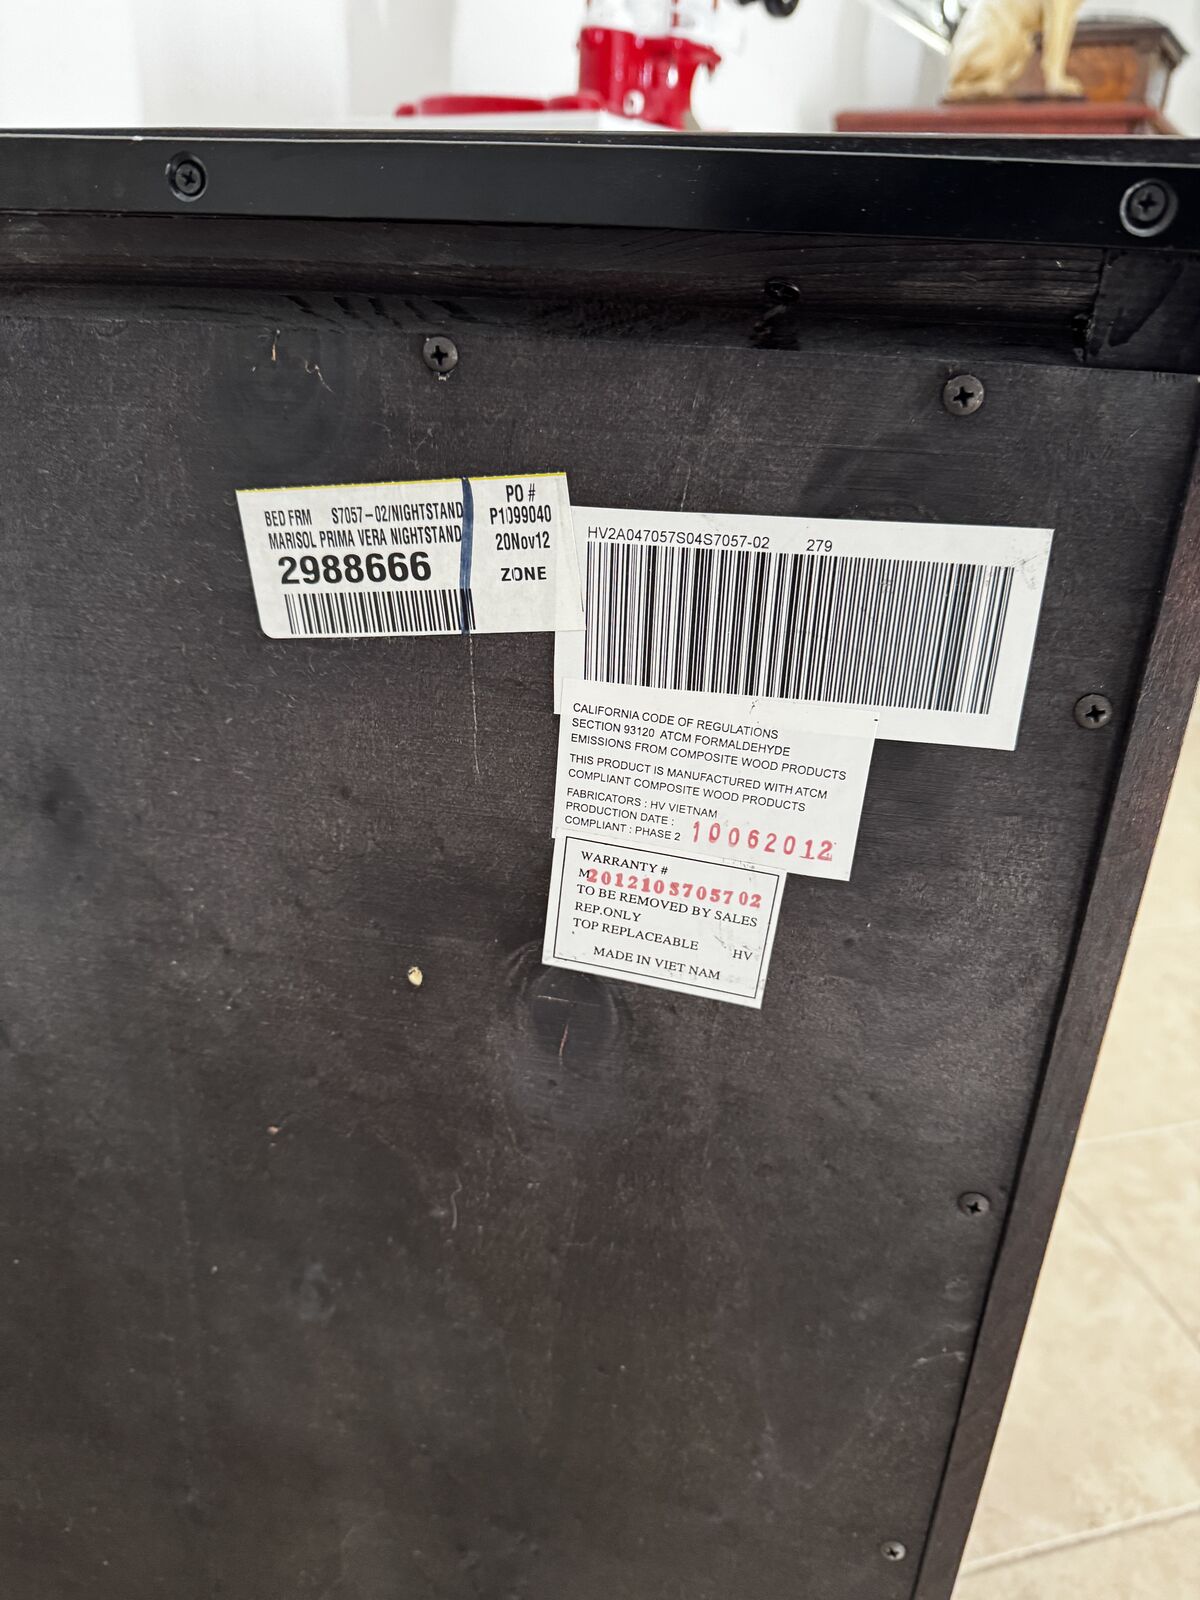 BED FRM S7057-02/NIGHTSTAND
MARISOL PRIMA VERA NIGHTSTAND
2988666
PO #
P1099040
20Nov12
ZONE
HV2A047057S04S7057-02 279
CALIFORNIA CODE OF REGULATIONS
SECTION 93120 ATCM FORMALDEHYDE
EMISSIONS FROM COMPOSITE WOOD PRODUCTS
THIS PRODUCT IS MANUFACTURED WITH ATCM
COMPLIANT COMPOSITE WOOD PRODUCTS
FABRICATORS : HV VIETNAM
PRODUCTION DATE :
COMPLIANT : PHASE 2 10062012
WARRANTY #
M201210S705702
TO BE REMOVED BY SALES
REP.ONLY
TOP REPLACEABLE HV
MADE IN VIET NAM